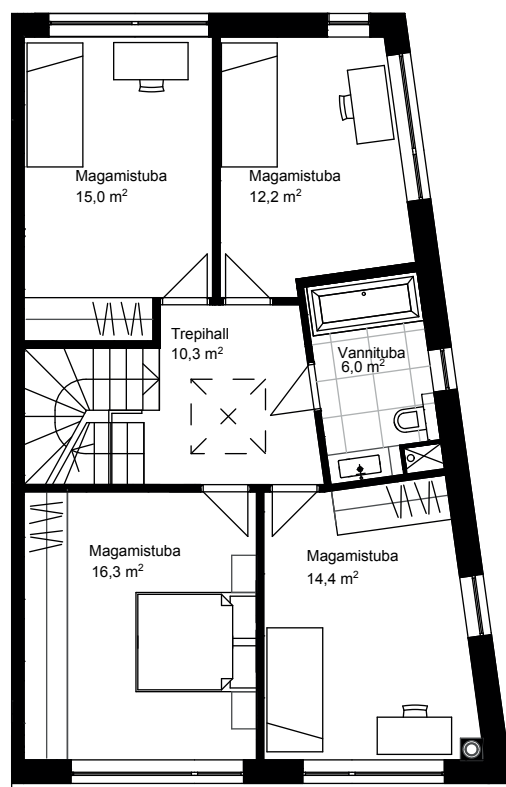 Magamistuba
15,0 m²
Magamistuba
12,2 m²
Trepihall
10,3 m²
Vannituba
6,0 m²
Magamistuba
16,3 m²
Magamistuba
14,4 m²